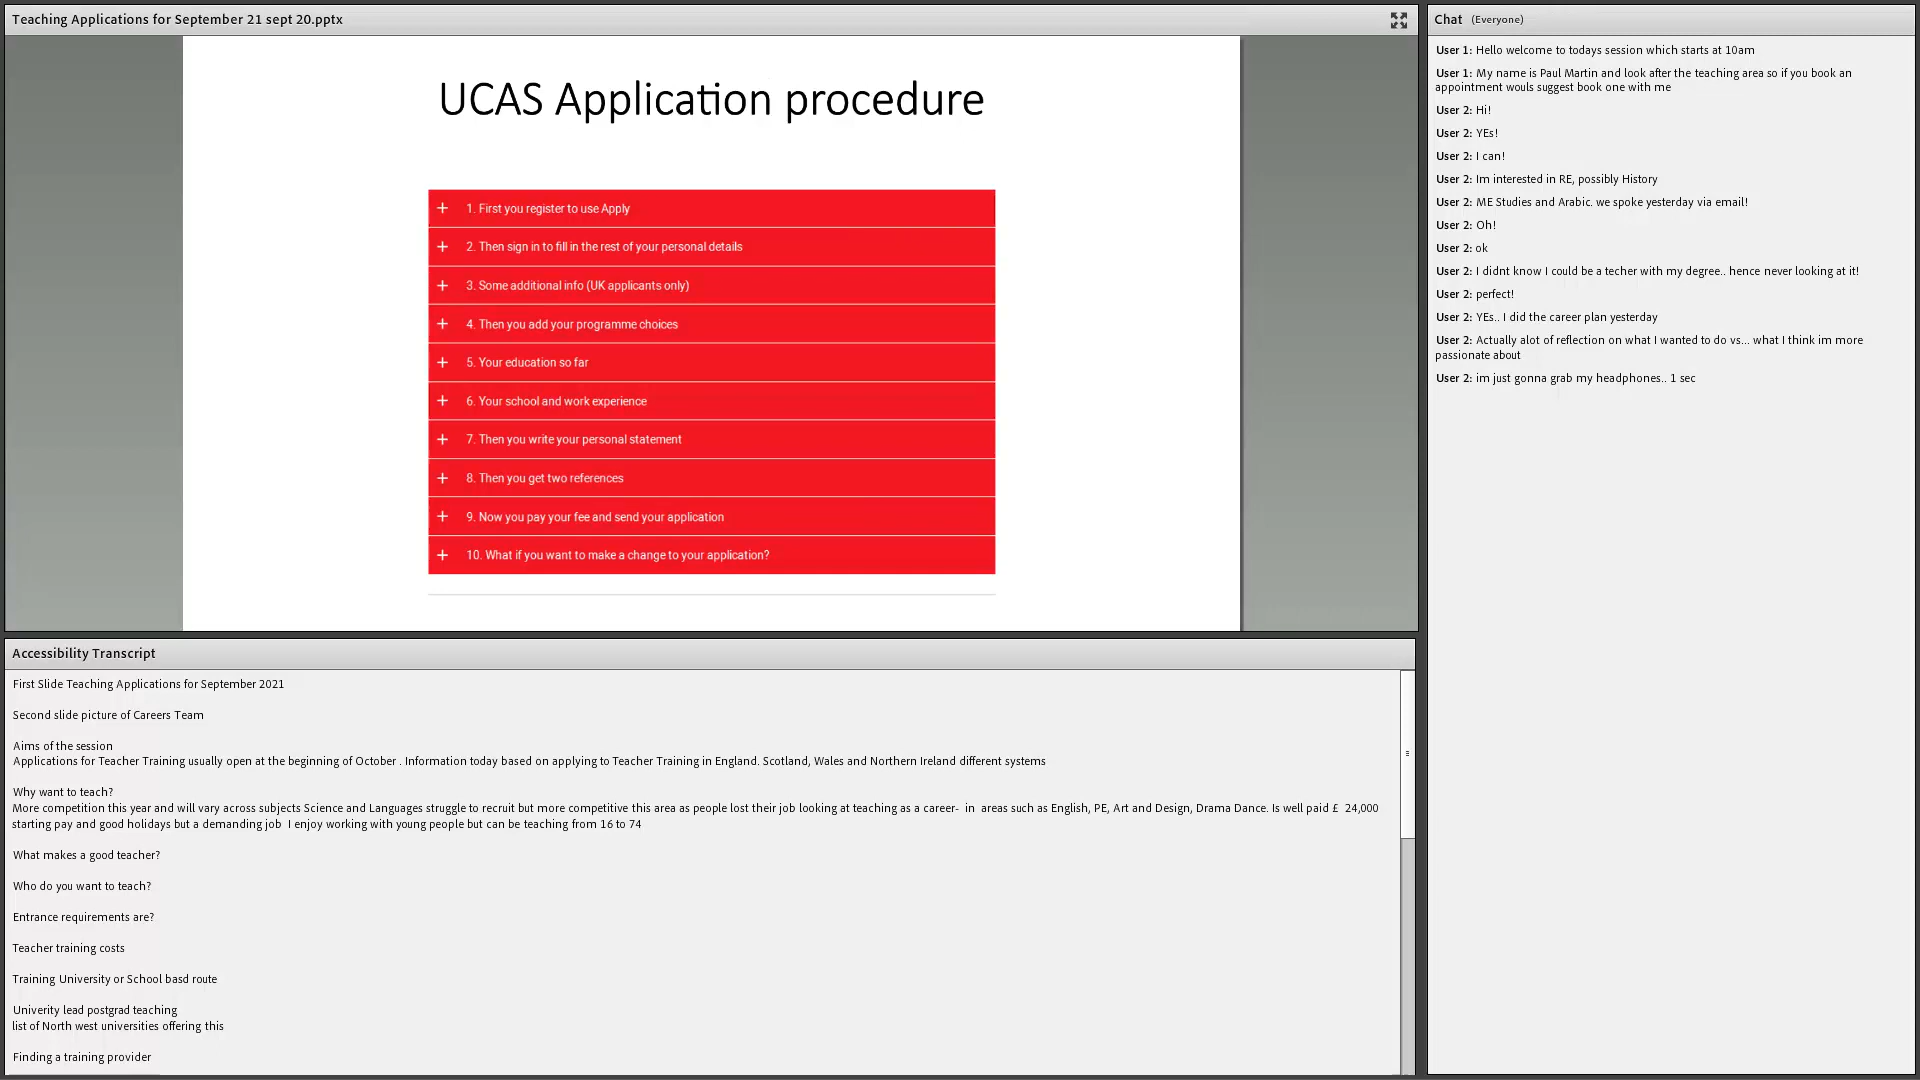 Teaching Applications for September 21 sept 20.pptx
UCAS Application procedure
+ 1. First you register to use Apply
+ 2. Then sign in to fill in the rest of your personal details
+ 3. Some additional info (UK applicants only)
+ 4. Then you add your programme choices
+ 5. Your education so far
+ 6. Your school and work experience
+ 7. Then you write your personal statement
+ 8. Then you get two references
+ 9. Now you pay your fee and send your application
+ 10. What if you want to make a change to your application?
Accessibility Transcript
First Slide Teaching Applications for September 2021
Second slide picture of Careers Team
Aims of the session
Applications for Teacher Training usually open at the beginning of October . Information today based on applying to Teacher Training in England. Scotland, Wales and Northern Ireland different systems
Why want to teach?
More competition this year and will vary across subjects Science and Languages struggle to recruit but more competitive this area as people lost their job looking at teaching as a career-  in  areas such as English, PE, Art and Design, Drama Dance. Is well paid £  24,000
starting pay and good holidays but a demanding job  I enjoy working with young people but can be teaching from 16 to 74
What makes a good teacher?
Who do you want to teach?
Entrance requirements are?
Teacher training costs
Training University or School basd route
Univerity lead postgrad teaching
list of North west universities offering this
Finding a training provider
Chat (Everyone)
User 1: Hello welcome to todays session which starts at 10am
User 1: My name is Paul Martin and look after the teaching area so if you book an
appointment wouls suggest book one with me
User 2: Hi!
User 2: YEs!
User 2: I can!
User 2: Im interested in RE, possibly History
User 2: ME Studies and Arabic. we spoke yesterday via email!
User 2: Oh!
User 2: ok
User 2: I didnt know I could be a techer with my degree.. hence never looking at it!
User 2: perfect!
User 2: YEs.. I did the career plan yesterday
User 2: Actually alot of reflection on what I wanted to do vs... what I think im more
passionate about
User 2: im just gonna grab my headphones.. 1 sec